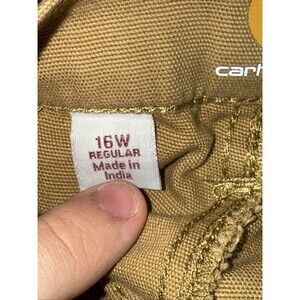 carh
16W
REGULAR
Made in
India